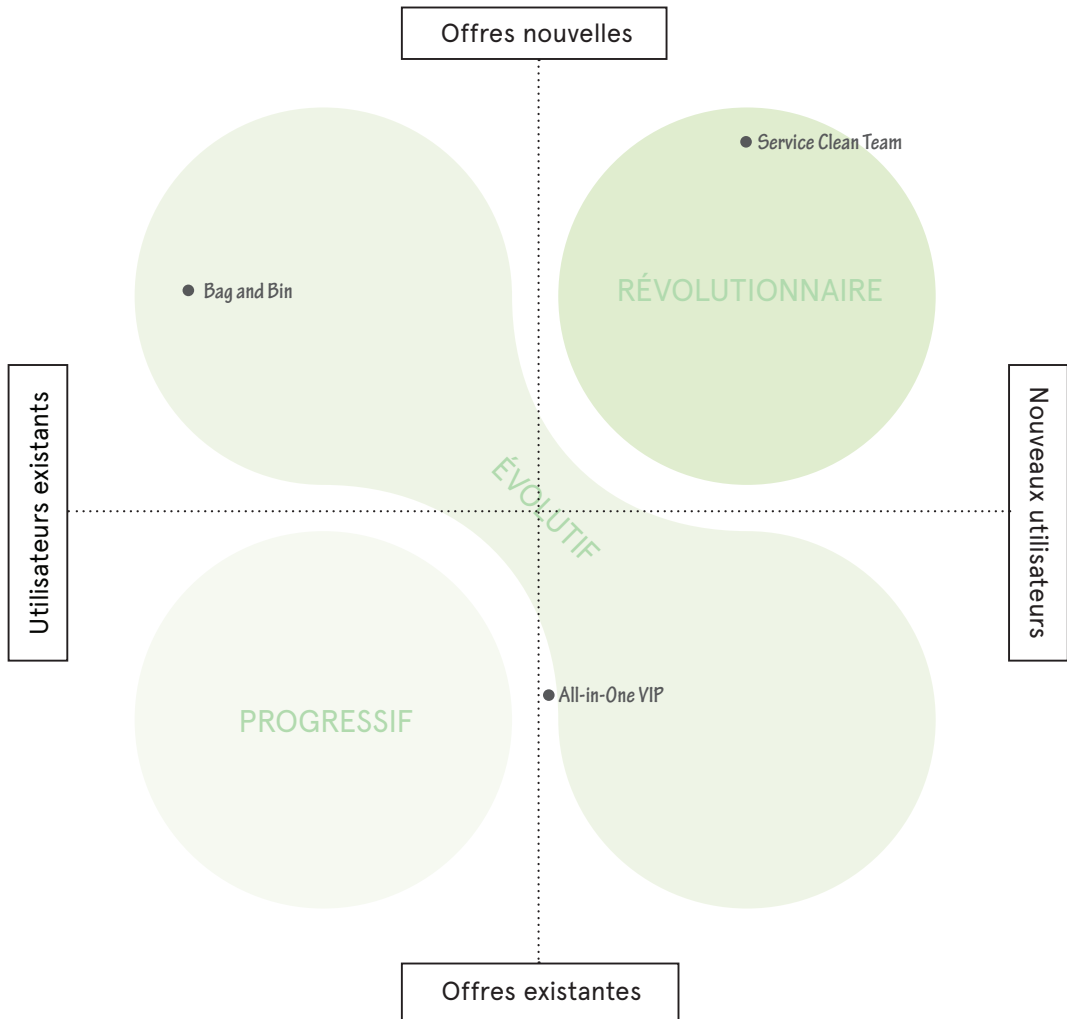 Offres nouvelles
Service Clean Team
Bag and Bin
RÉVOLUTIONNAIRE
Utilisateurs existants
Nouveaux utilisateurs
ÉVOLUTIF
All-in-One VIP
PROGRESSIF
Offres existantes